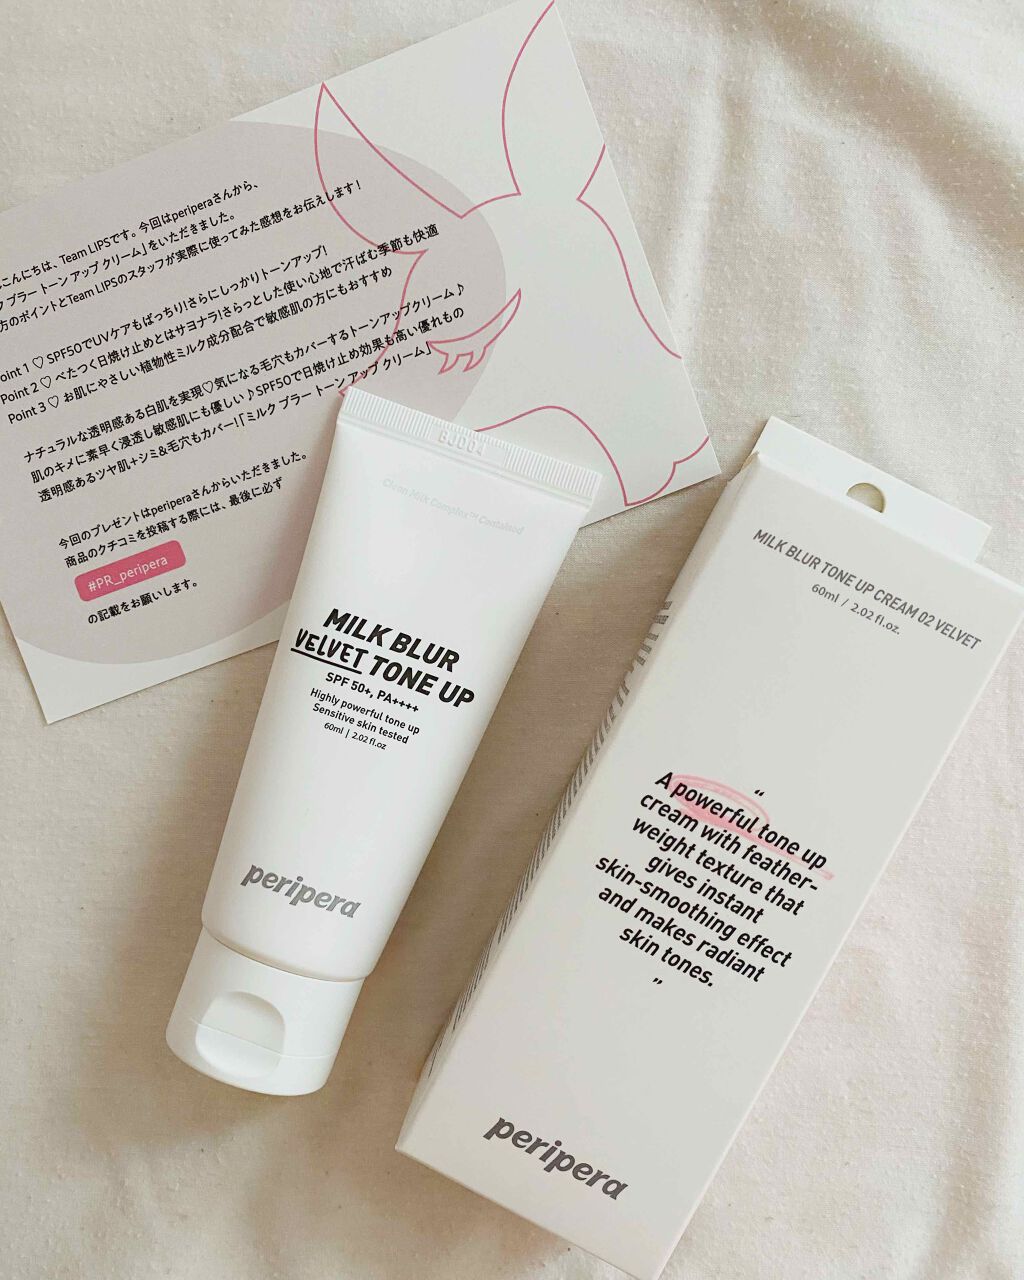 こんにちは、Team LIPSです。今回はperiperaさんから、
ブラー トーン アップ クリーム」をいただきました。
方のポイントとTeam LIPSのスタッフが実際に使ってみた感想をお伝えします!
Point 1 ♡ SPF50でUVケアもばっちり!さらにしっかりトーンアップ!
Point 2 ♡ べたつく日焼け止めとはサヨナラ!さらっとした使い心地で汗ばむ季節も快適
Point 3 ♡ お肌にやさしい植物性ミルク成分配合で敏感肌の方にもおすすめ
ナチュラルな透明感ある白肌を実現♡気になる毛穴もカバーするトーンアップクリーム♪
肌のキメに素早く浸透し敏感肌にも優しい♪SPF50で日焼け止め効果も高い優れもの
透明感あるツヤ肌+シミ&毛穴もカバー!「ミルク ブラー トーン アップ クリーム」
今回のプレゼントはperiperaさんからいただきました。
商品のクチコミを投稿する際には、最後に必ず
#PR_peripera
の記載をお願いします。
BJD04
Clean Milk Complex™ Containod
MILK BLUR
VELVET TONE UP
SPF 50+, PA++++
Highly powerful tone up
Sensitive skin tested
60ml | 2.02 fl.oz
peripera
MILK BLUR TONE UP CREAM 02 VELVET
60ml / 2.02 fl.oz.
“
A powerful tone up
cream with feather-
weight texture that
gives instant
skin-smoothing effect
and makes radiant
skin tones.
”
peripera